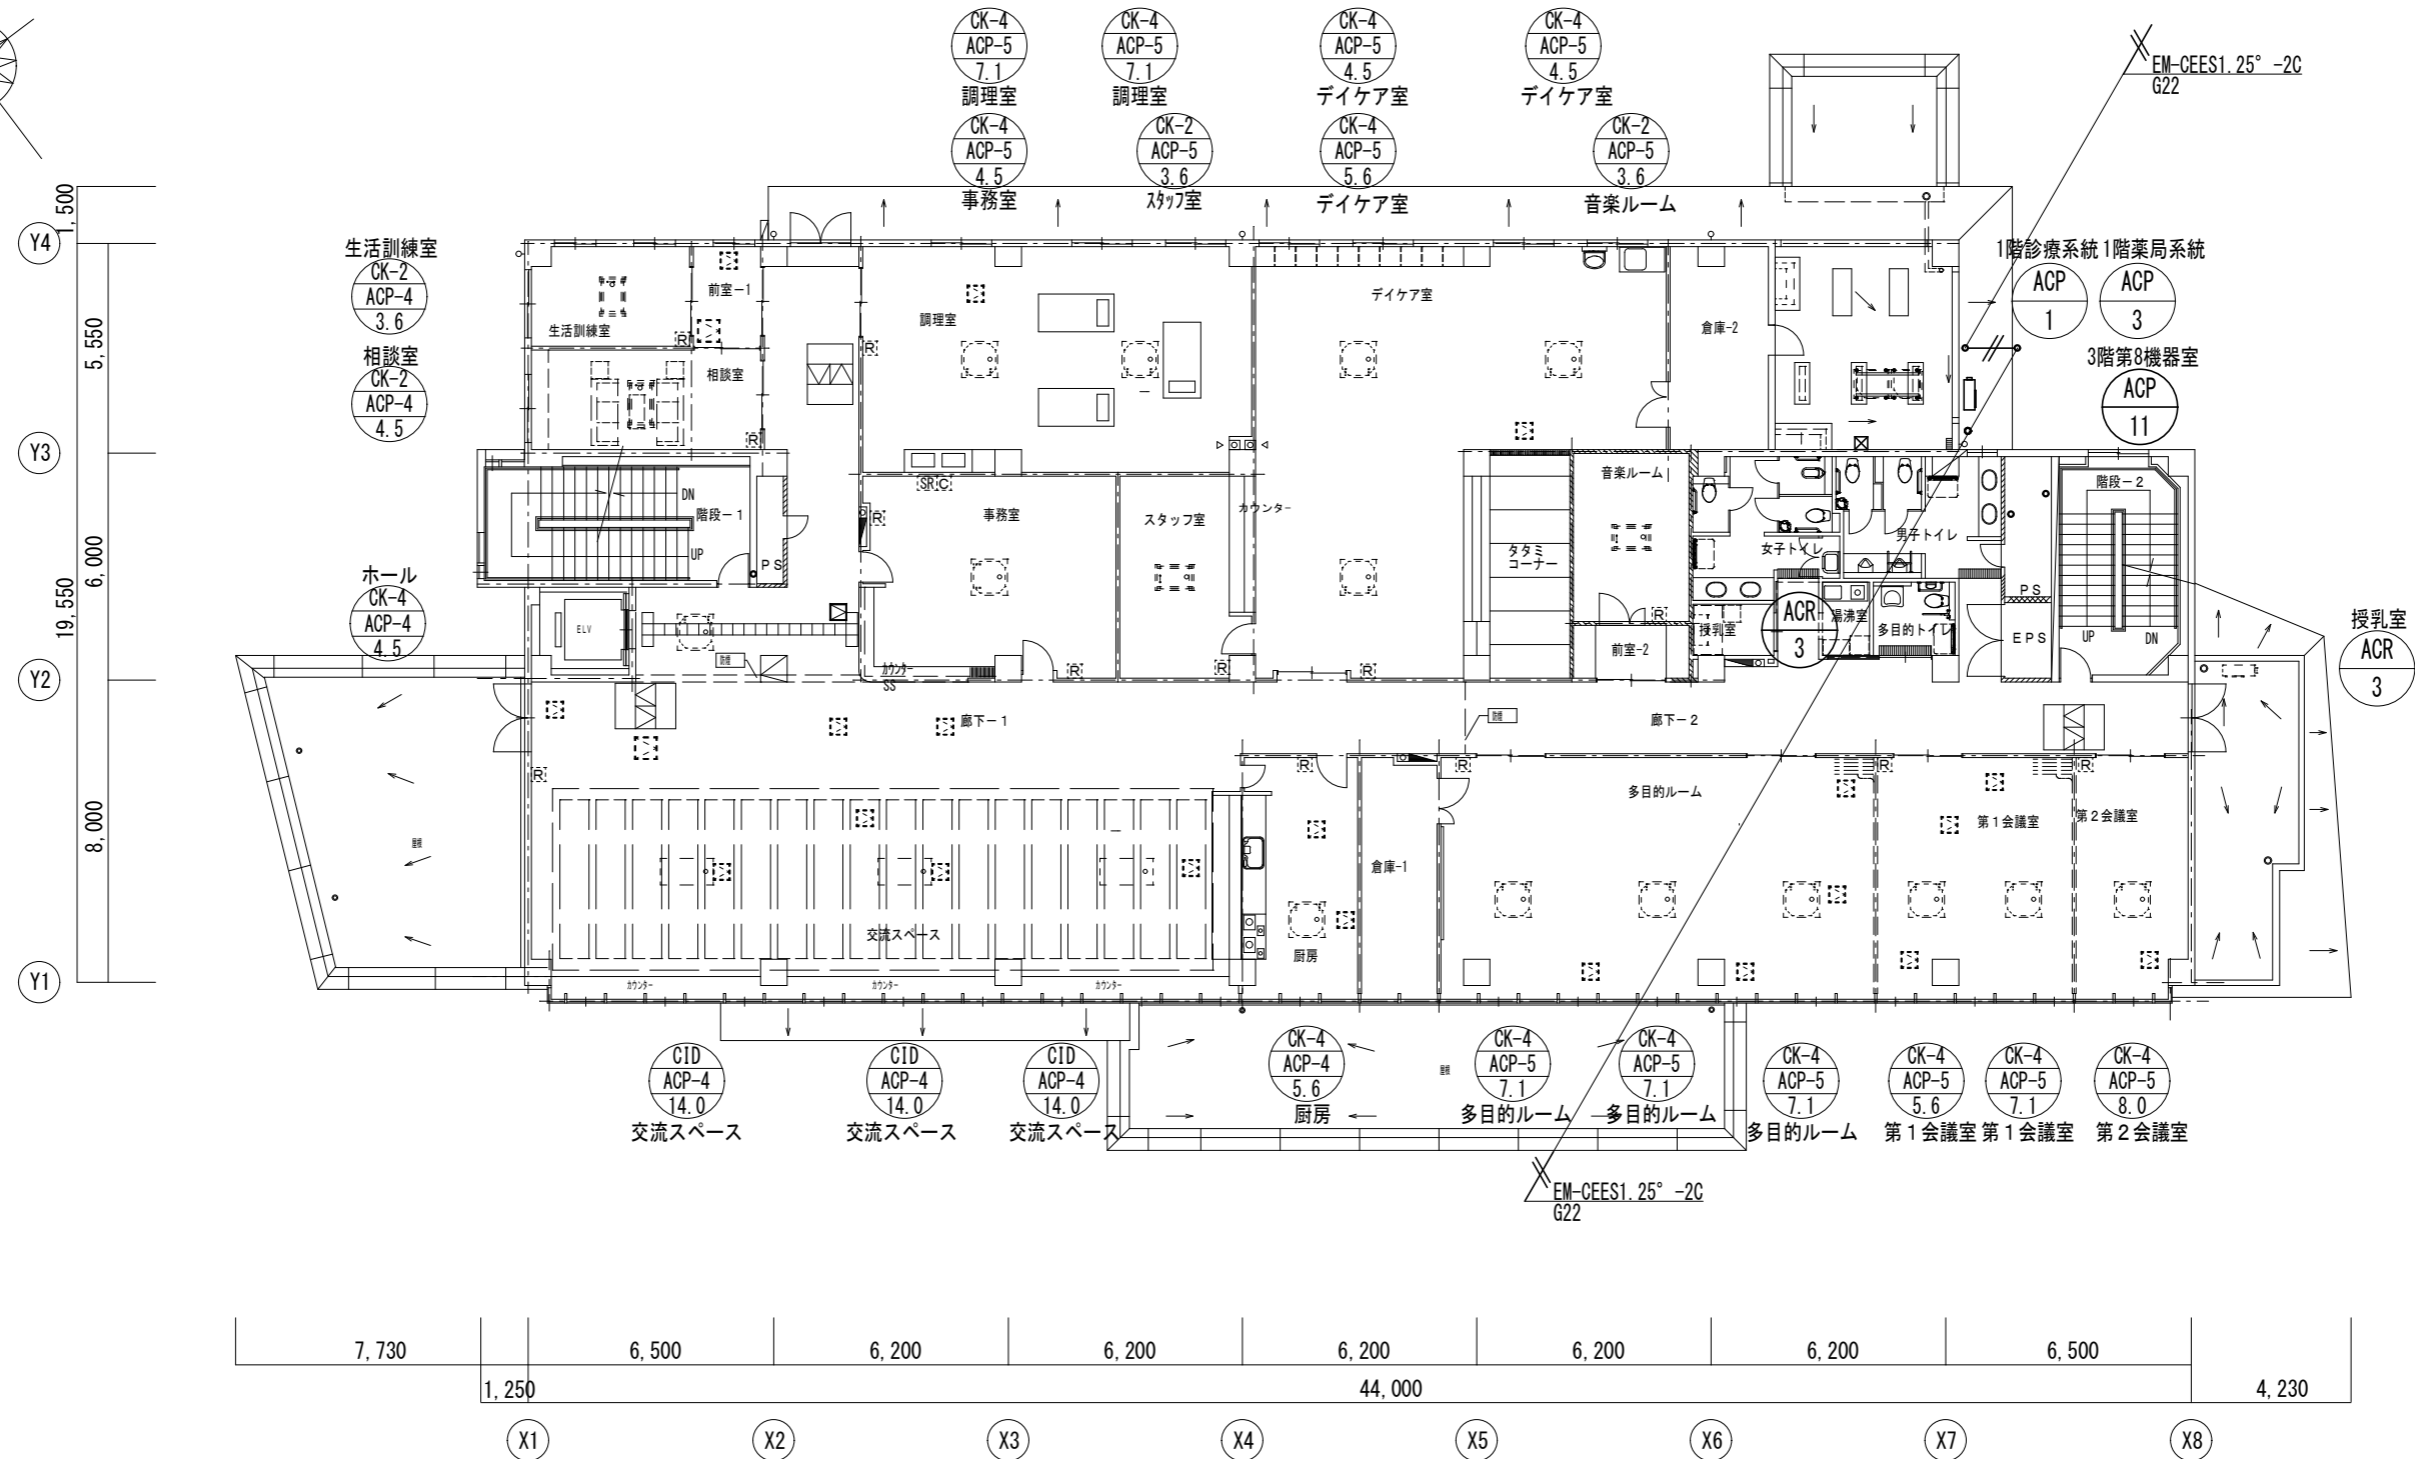 CK-4
ACP-5
7.1
調理室
CK-4
ACP-5
7.1
調理室
CK-4
ACP-5
4.5
デイケア室
CK-4
ACP-5
4.5
デイケア室
EM-CEES1.25°-2C
G22
CK-4
ACP-5
4.5
事務室
CK-2
ACP-5
3.6
スタッフ室
CK-4
ACP-5
5.6
デイケア室
CK-2
ACP-5
3.6
音楽ルーム
1,500
Y4
5,550
Y3
6,000
19,550
Y2
8,000
Y1
生活訓練室
CK-2
ACP-4
3.6
相談室
CK-2
ACP-4
4.5
ホール
CK-4
ACP-4
4.5
1階診療系統
ACP
1
1階薬局系統
ACP
3
3階第8機器室
ACP
11
授乳室
ACR
3
生活訓練室
前室-1
R
相談室
R
調理室
R
デイケア室
倉庫-2
DN
階段-1
UP
PS
SR
C
R
事務室
スタッフ室
カウンター
タタミ
コーナー
音楽ルーム
女子トイレ
男子トイレ
階段-2
ELV
カウンター
SS
R
R
R
前室-2
R
授乳室
ACR
3
湯沸室
多目的トイレ
PS
EPS
UP
DN
廊下-1
廊下-2
R
R
R
R
R
多目的ルーム
第1会議室
第2会議室
倉庫-1
交流スペース
厨房
カウンター
カウンター
カウンター
CID
ACP-4
14.0
交流スペース
CID
ACP-4
14.0
交流スペース
CID
ACP-4
14.0
交流スペース
CK-4
ACP-4
5.6
厨房
CK-4
ACP-5
7.1
多目的ルーム
CK-4
ACP-5
7.1
多目的ルーム
CK-4
ACP-5
7.1
多目的ルーム
CK-4
ACP-5
5.6
第1会議室
CK-4
ACP-5
7.1
第1会議室
CK-4
ACP-5
8.0
第2会議室
EM-CEES1.25°-2C
G22
7,730
6,500
6,200
6,200
6,200
6,200
6,200
6,500
1,250
44,000
4,230
X1
X2
X3
X4
X5
X6
X7
X8